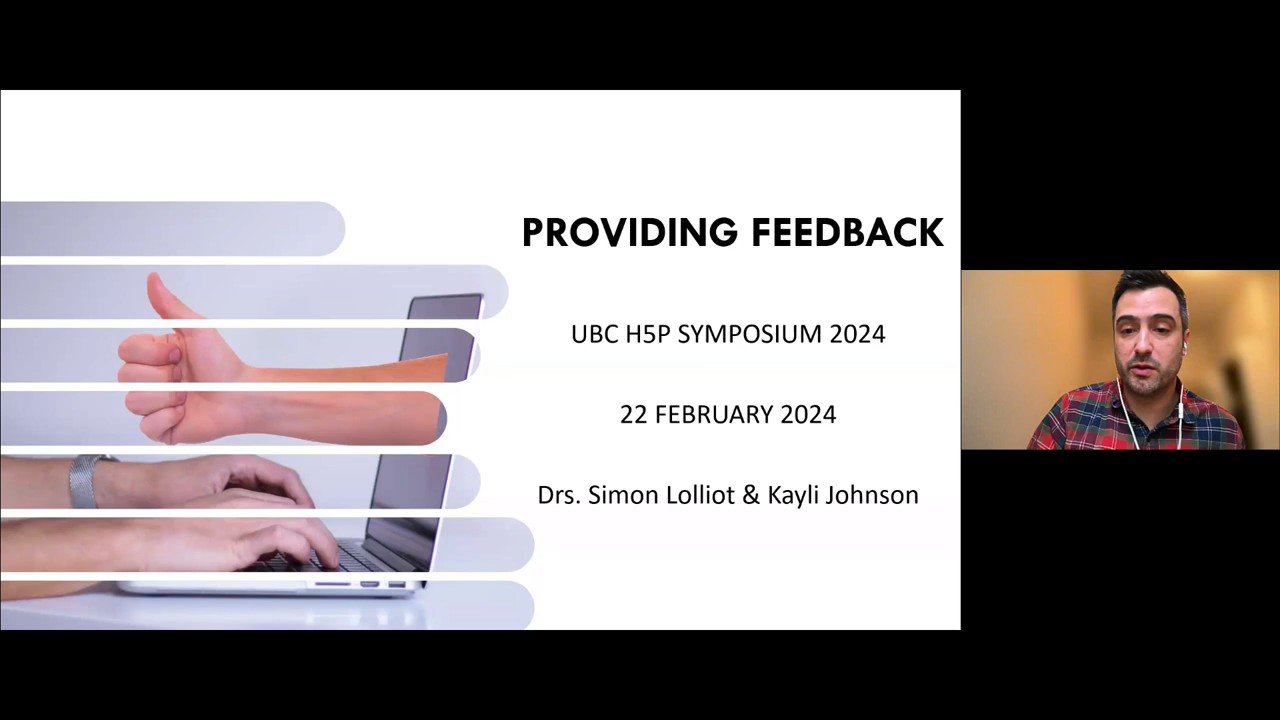 PROVIDING FEEDBACK
UBC H5P SYMPOSIUM 2024
22 FEBRUARY 2024
Drs. Simon Lolliot & Kayli Johnson